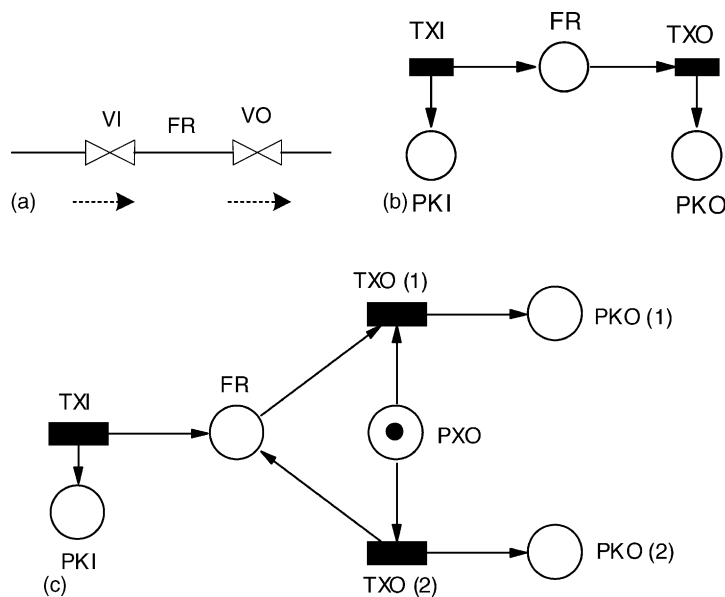 VI
FR
VO
(a)
TXI
FR
TXO
PKI
PKO
(b)
TXO (1)
PKO (1)
FR
TXI
PXO
PKI
TXO (2)
PKO (2)
(c)